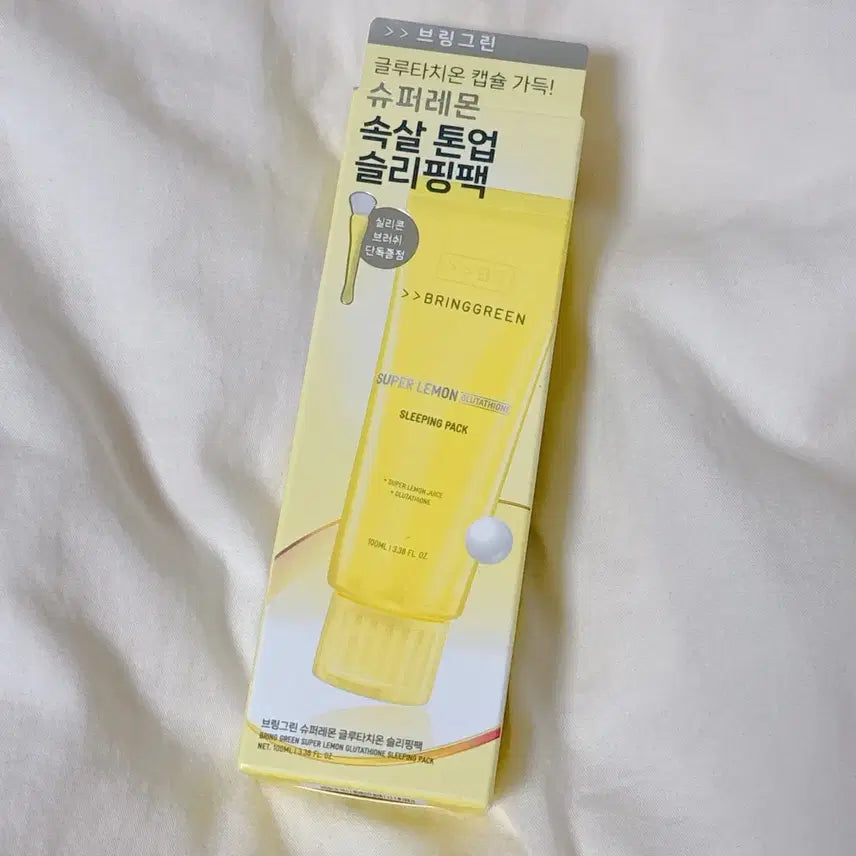 >> 브링그린
글루타치온 캡슐 가득!
슈퍼레몬
속살 톤업
슬리핑팩
실리콘
브러쉬
단독증정
>>BRINGGREEN
SUPER LEMON GLUTATHIONE
SLEEPING PACK
+ SUPER LEMON JUICE
+ GLUTATHIONE
100ML | 3.38 FL. OZ.
브링그린 슈퍼레몬 글루타치온 슬리핑팩
BRING GREEN SUPER LEMON GLUTATHIONE SLEEPING PACK
NET. 100ML | 3.38 FL. OZ